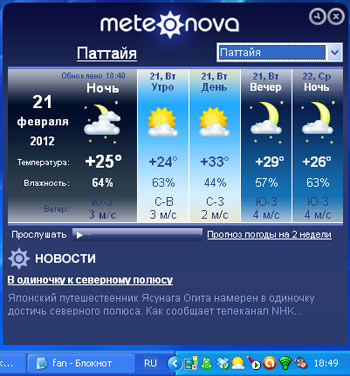 meteonova
Паттайя
Паттайя
Обновлено 18:40
21, Вт
21, Вт
21, Вт
22, Ср
Ночь
Утро
День
Вечер
Ночь
21
февраля
2012
Температура:
+25°
+24°
+33°
+29°
+26°
Влажность:
64%
63%
44%
57%
63%
Ветер:
Ю-З
С-В
С-З
Ю-З
Ю-З
3 м/с
3 м/с
2 м/с
4 м/с
4 м/с
Прослушать
Прогноз погоды на 2 недели
НОВОСТИ
В одиночку к северному полюсу
Японский путешественник Ясунага Огита намерен в одиночку
достичь северного полюса. Как сообщает телеканал NHK...
к...
fan - Блокнот
RU
18:49